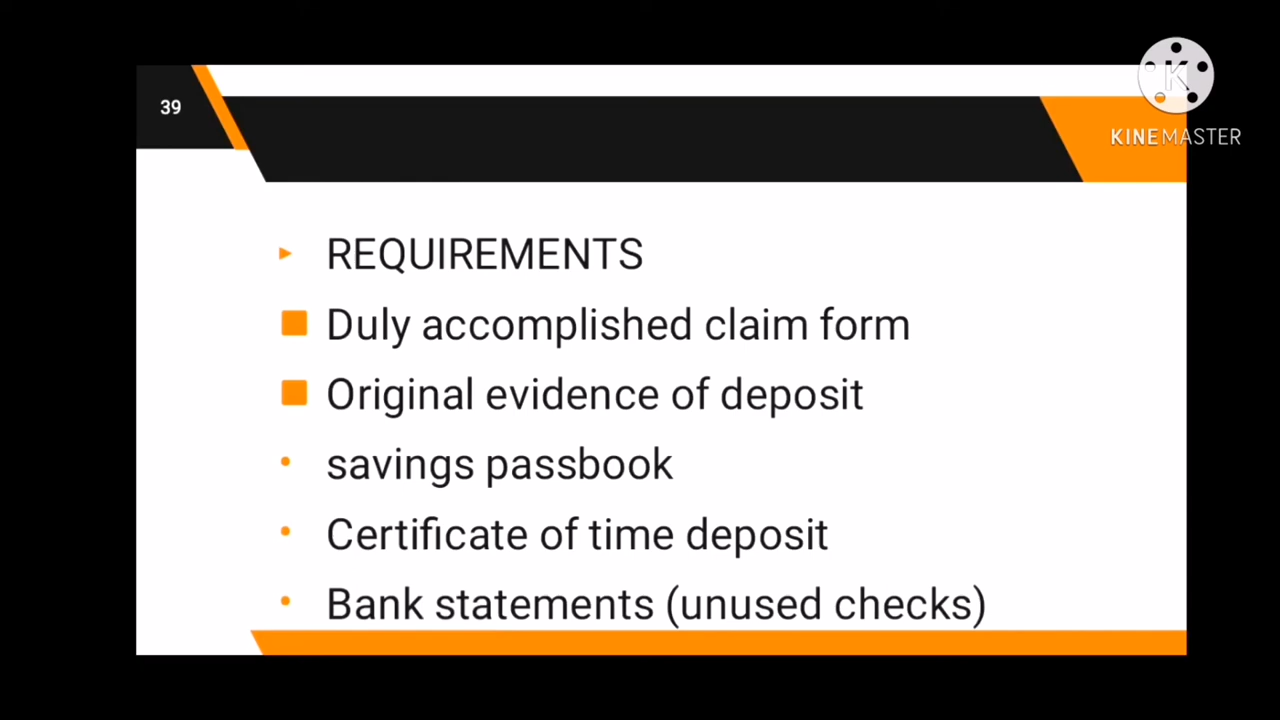 39
K
KINEMASTER
REQUIREMENTS
Duly accomplished claim form
Original evidence of deposit
savings passbook
Certificate of time deposit
Bank statements (unused checks)